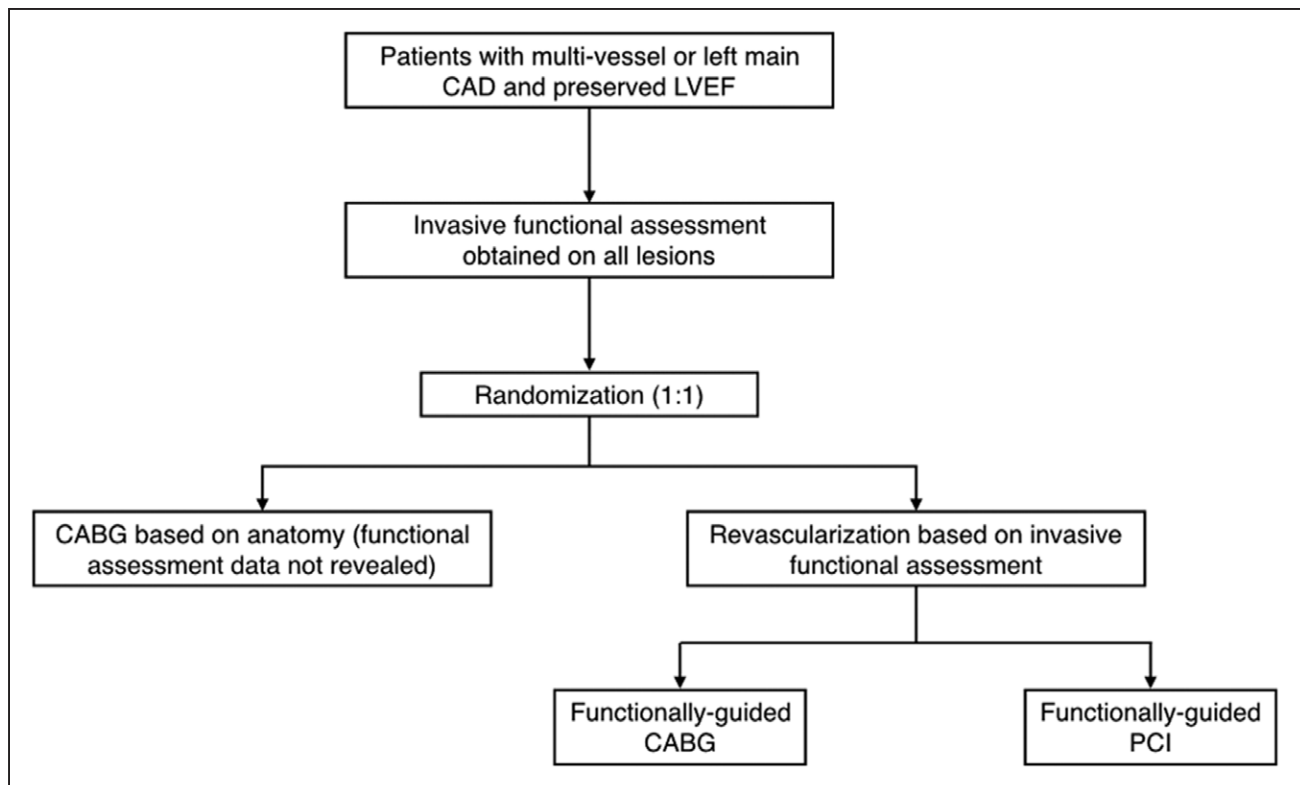 Patients with multi-vessel or left main
CAD and preserved LVEF
Invasive functional assessment
obtained on all lesions
Randomization (1:1)
CABG based on anatomy (functional
assessment data not revealed)
Revascularization based on invasive
functional assessment
Functionally-guided
CABG
Functionally-guided
PCI